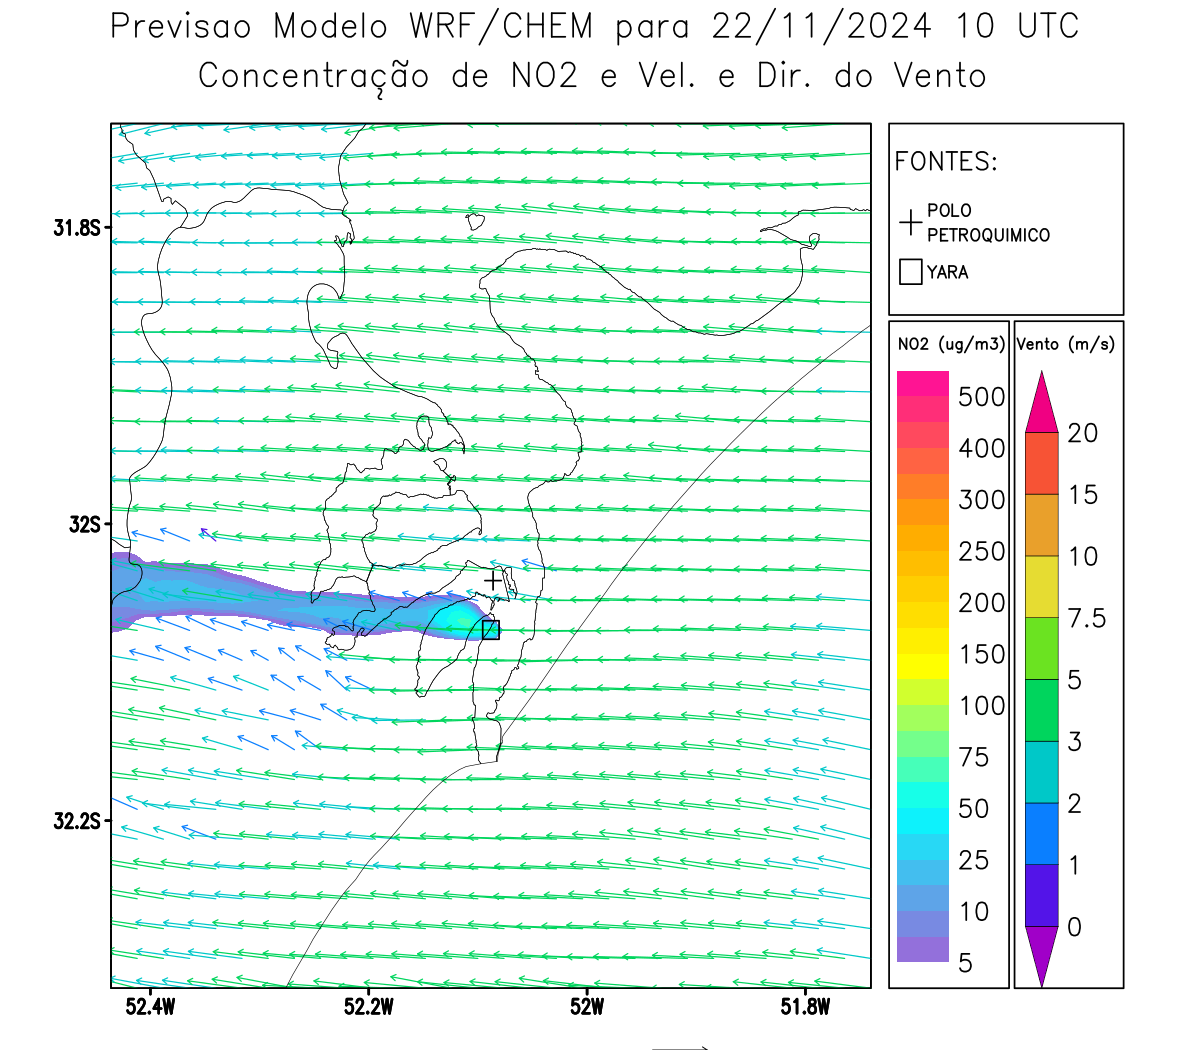 Previsao Modelo WRF/CHEM para 22/11/2024 10 UTC
Concentração de NO2 e Vel. e Dir. do Vento
FONTES:
POLO
PETROQUIMICO
YARA
NO2 (ug/m3)
500
400
300
250
200
150
100
75
50
25
10
5
Vento (m/s)
20
15
10
7.5
5
3
2
1
0
31.8S
32S
32.2S
52.4W
52.2W
52W
51.8W